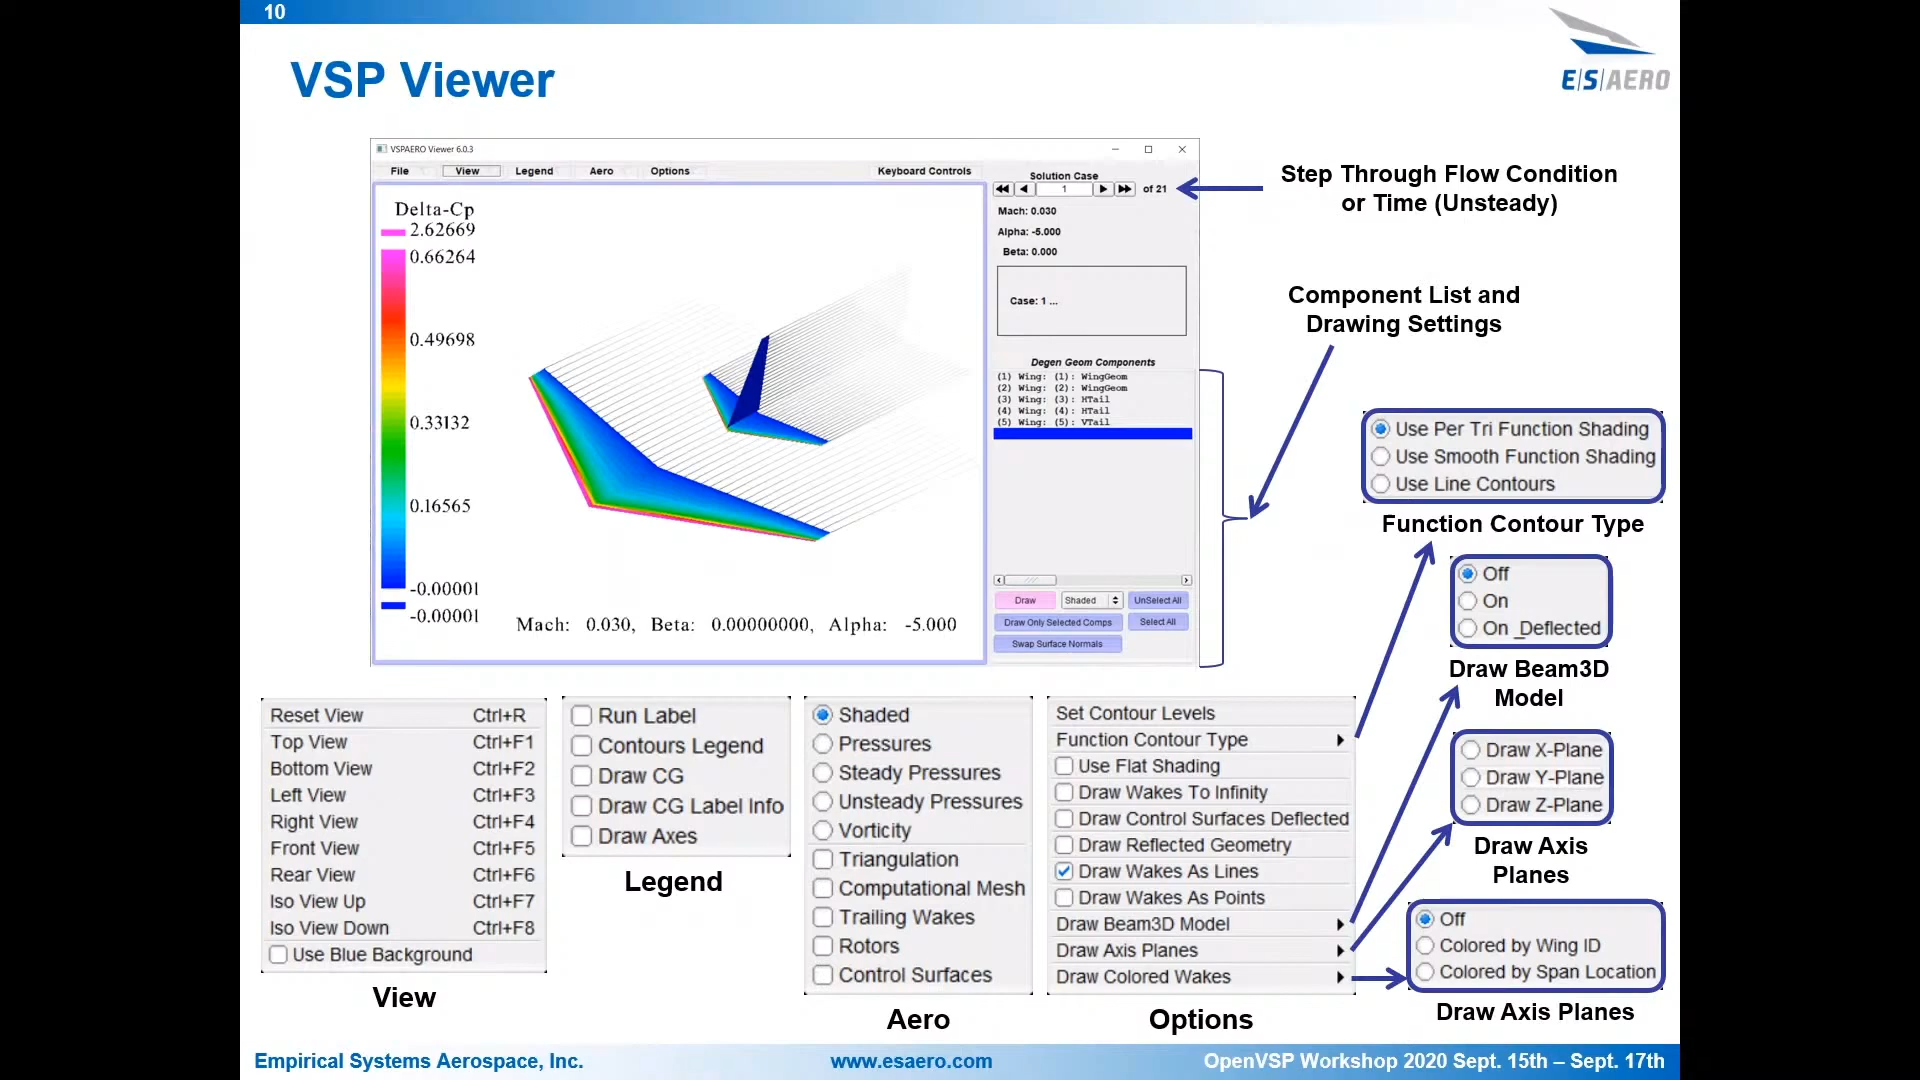 10
VSP Viewer
E|S|AERO
VSPAERO Viewer 6.0.3
File View Legend Aero Options Keyboard Controls
Solution Case
1 of 21
Mach: 0.030
Alpha: -5.000
Beta: 0.000
Case: 1 ...
Degen Geom Components
(1) Wing: (1): WingGeom
(2) Wing: (2): WingGeom
(3) Wing: (3): HTail
(4) Wing: (4): HTail
(5) Wing: (5): VTail
Draw Shaded UnSelect All
Draw Only Selected Comps Select All
Swap Surface Normals
Delta-Cp
2.62669
0.66264
0.49698
0.33132
0.16565
-0.00001
-0.00001
Mach: 0.030, Beta: 0.00000000, Alpha: -5.000
Step Through Flow Condition
or Time (Unsteady)
Component List and
Drawing Settings
Use Per Tri Function Shading
Use Smooth Function Shading
Use Line Contours
Function Contour Type
Off
On
On _Deflected
Draw Beam3D
Model
Draw X-Plane
Draw Y-Plane
Draw Z-Plane
Draw Axis
Planes
Off
Colored by Wing ID
Colored by Span Location
Draw Axis Planes
Reset View Ctrl+R
Top View Ctrl+F1
Bottom View Ctrl+F2
Left View Ctrl+F3
Right View Ctrl+F4
Front View Ctrl+F5
Rear View Ctrl+F6
Iso View Up Ctrl+F7
Iso View Down Ctrl+F8
Use Blue Background
View
Run Label
Contours Legend
Draw CG
Draw CG Label Info
Draw Axes
Legend
Shaded
Pressures
Steady Pressures
Unsteady Pressures
Vorticity
Triangulation
Computational Mesh
Trailing Wakes
Rotors
Control Surfaces
Aero
Set Contour Levels
Function Contour Type
Use Flat Shading
Draw Wakes To Infinity
Draw Control Surfaces Deflected
Draw Reflected Geometry
Draw Wakes As Lines
Draw Wakes As Points
Draw Beam3D Model
Draw Axis Planes
Draw Colored Wakes
Options
Empirical Systems Aerospace, Inc.
www.esaero.com
OpenVSP Workshop 2020 Sept. 15th – Sept. 17th